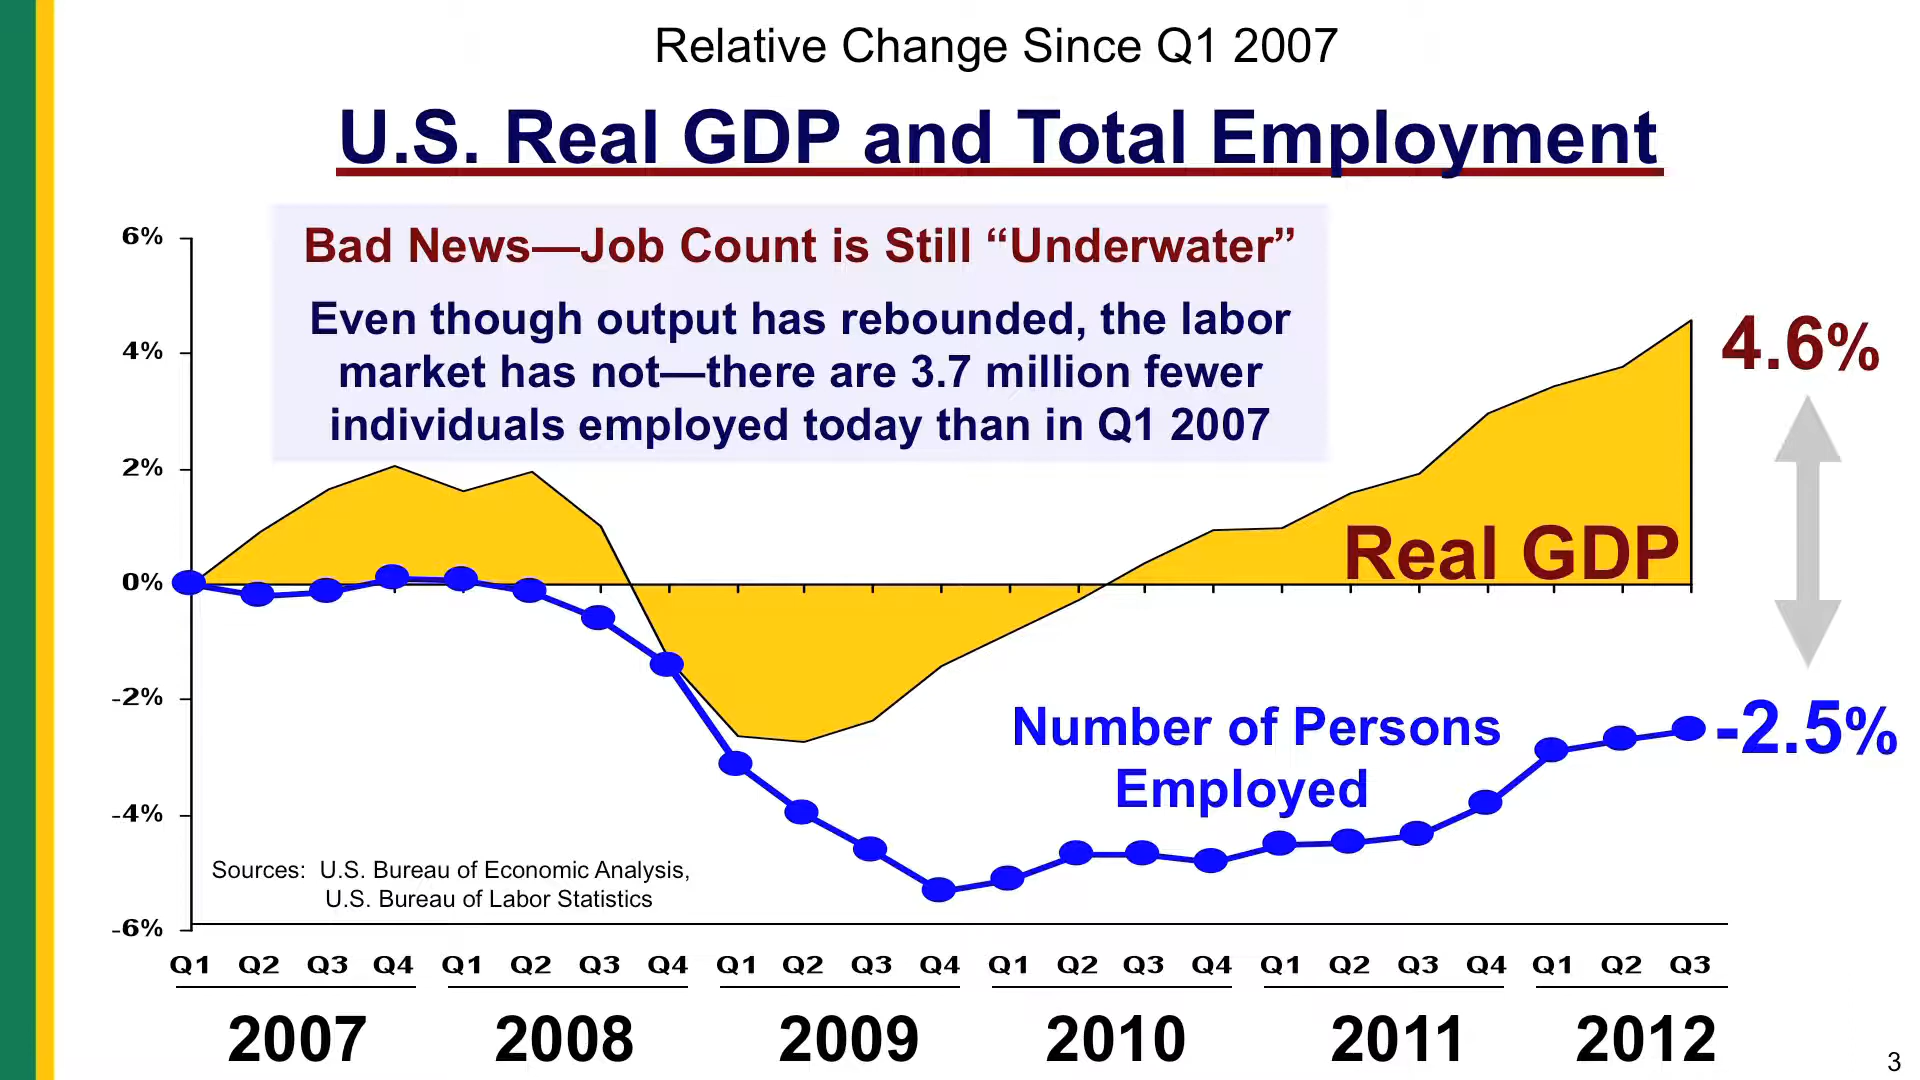 Relative Change Since Q1 2007
U.S. Real GDP and Total Employment
Bad News—Job Count is Still “Underwater”
Even though output has rebounded, the labor
market has not—there are 3.7 million fewer
individuals employed today than in Q1 2007
6%
4%
2%
0%
-2%
-4%
-6%
4.6%
Real GDP
Number of Persons
Employed
-2.5%
Sources: U.S. Bureau of Economic Analysis,
U.S. Bureau of Labor Statistics
Q1 Q2 Q3 Q4 Q1 Q2 Q3 Q4 Q1 Q2 Q3 Q4 Q1 Q2 Q3 Q4 Q1 Q2 Q3 Q4 Q1 Q2 Q3
2007 2008 2009 2010 2011 2012
3